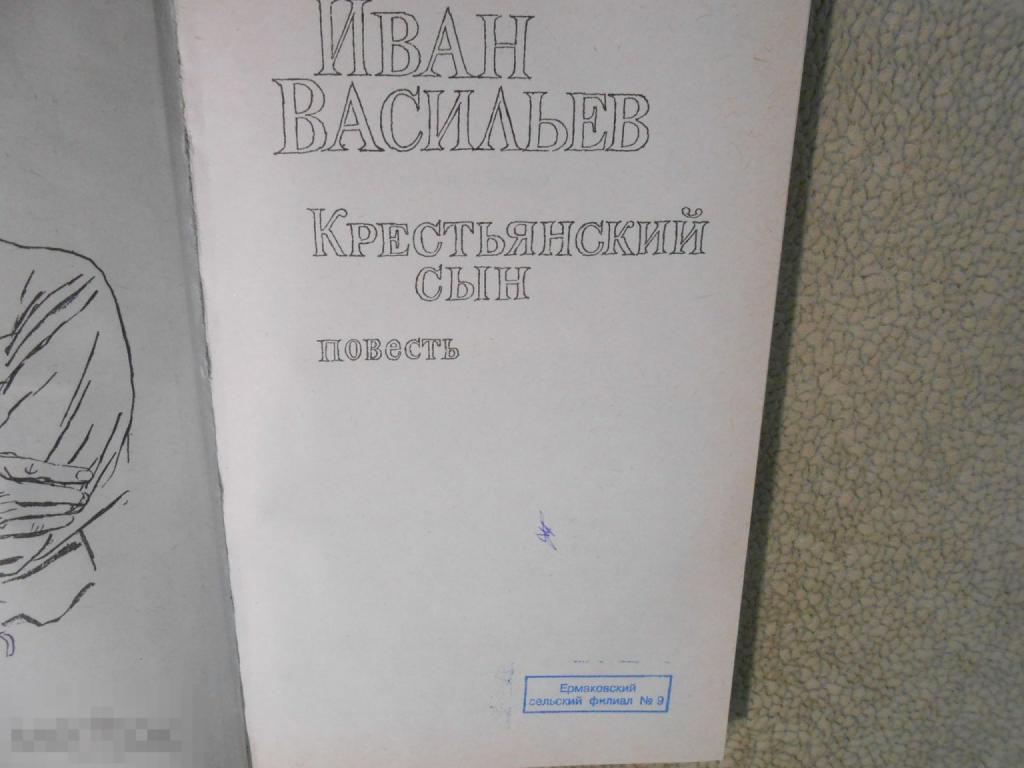 Иван
Васильев
Крестьянский
сын
повесть
Ермаковский
сельский филиал № 9